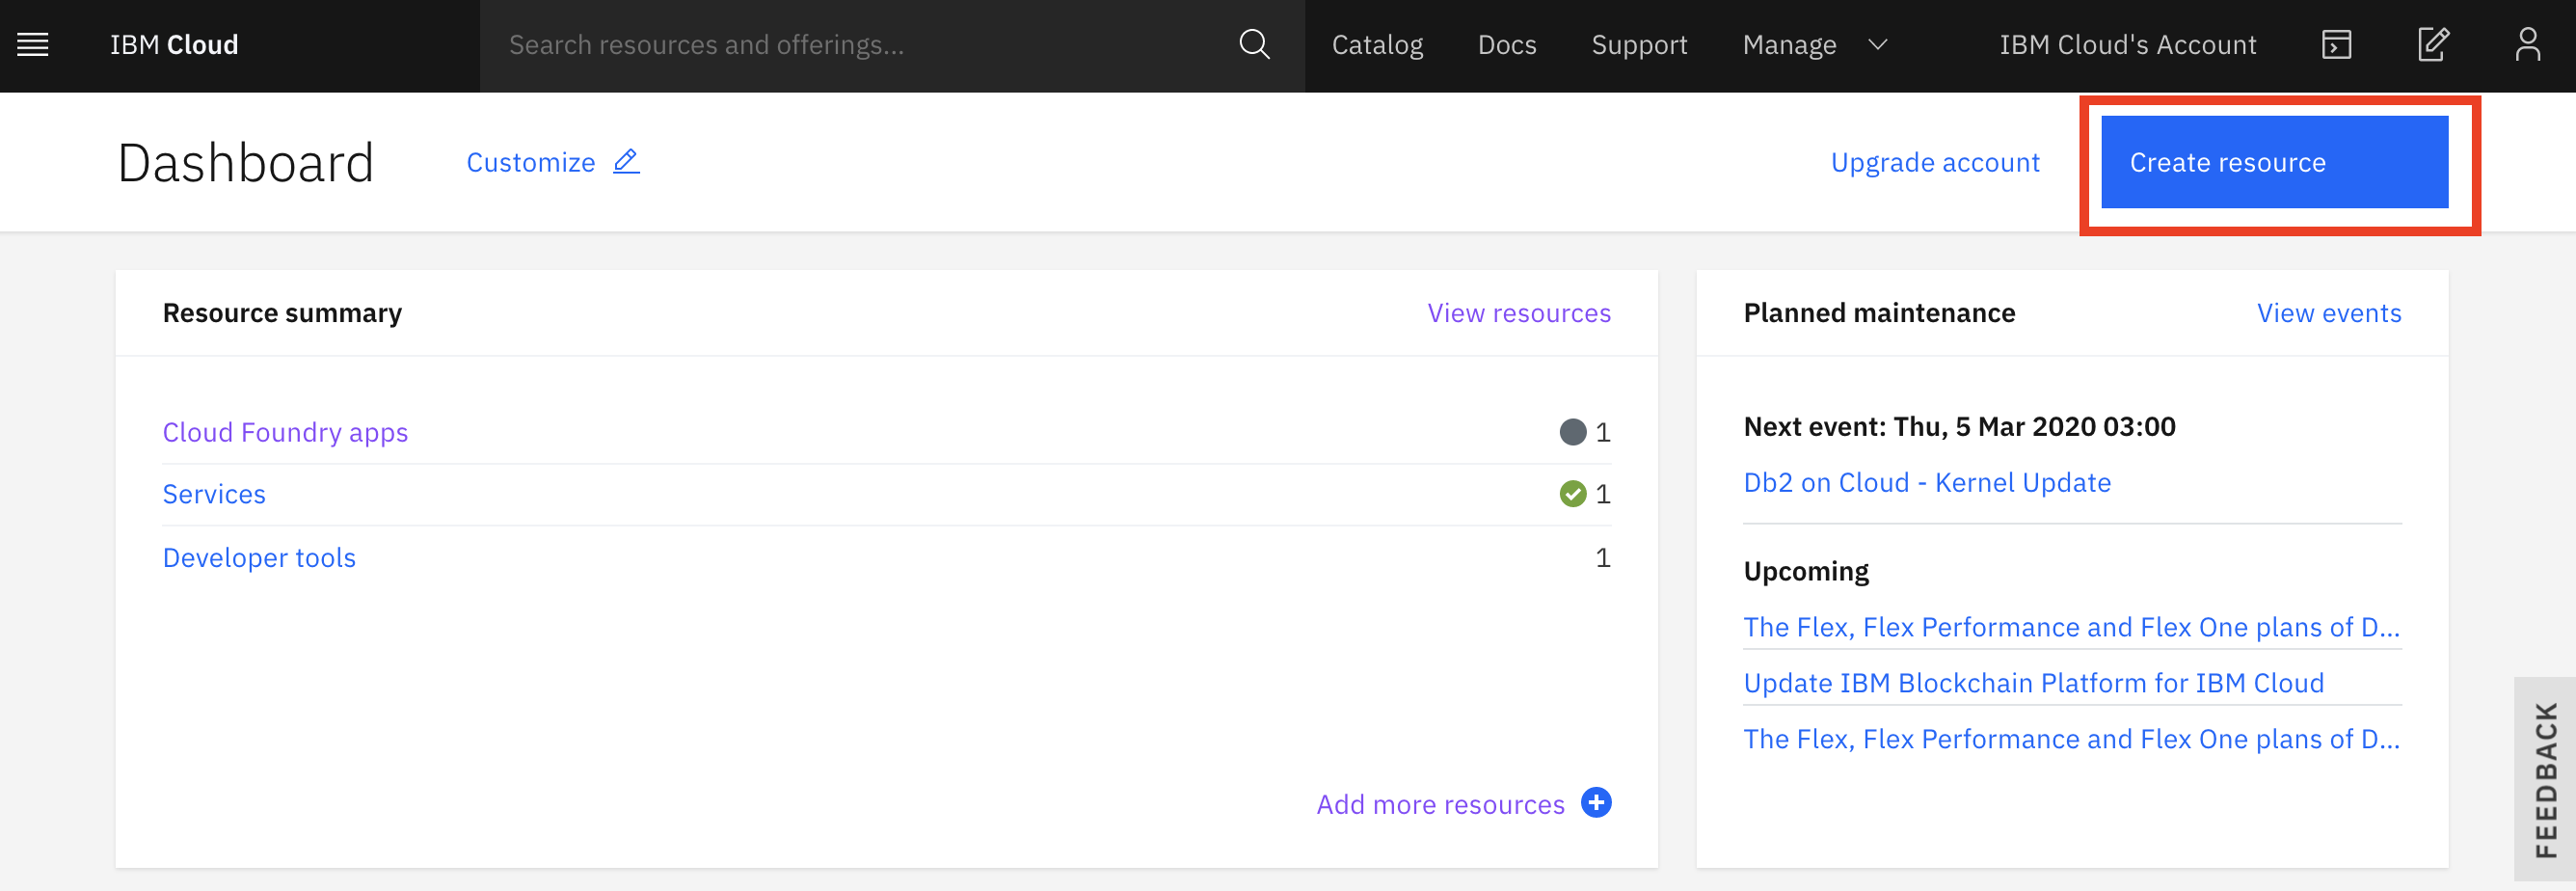 IBM Cloud
Search resources and offerings...
Catalog
Docs
Support
Manage
IBM Cloud's Account
Dashboard
Customize
Upgrade account
Create resource
Resource summary
View resources
Cloud Foundry apps
1
Services
1
Developer tools
1
Add more resources
Planned maintenance
View events
Next event: Thu, 5 Mar 2020 03:00
Db2 on Cloud - Kernel Update
Upcoming
The Flex, Flex Performance and Flex One plans of D...
Update IBM Blockchain Platform for IBM Cloud
The Flex, Flex Performance and Flex One plans of D...
FEEDBACK